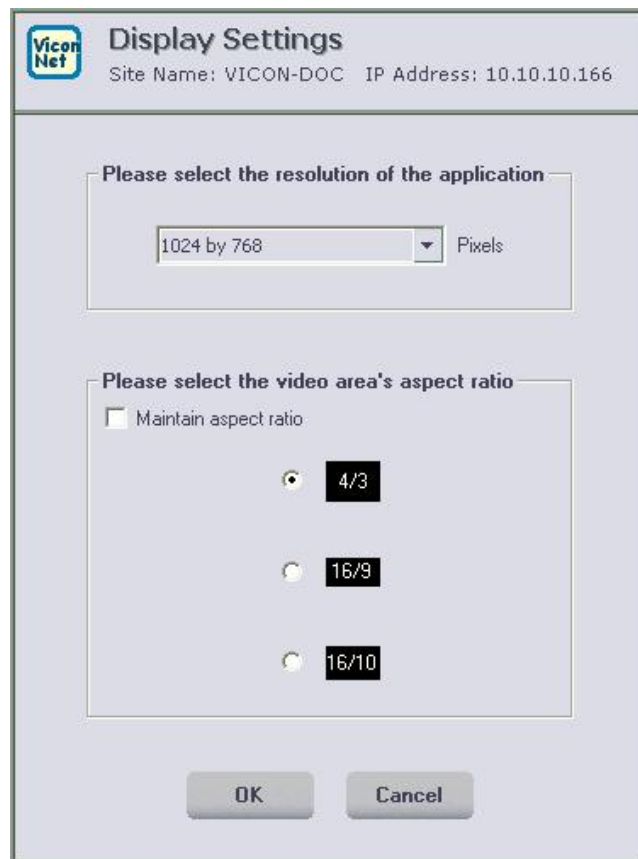 Vicon
Net
Display Settings
Site Name: VICON-DOC IP Address: 10.10.10.166
Please select the resolution of the application
1024 by 768
Pixels
Please select the video area's aspect ratio
Maintain aspect ratio
4/3
16/9
16/10
OK
Cancel